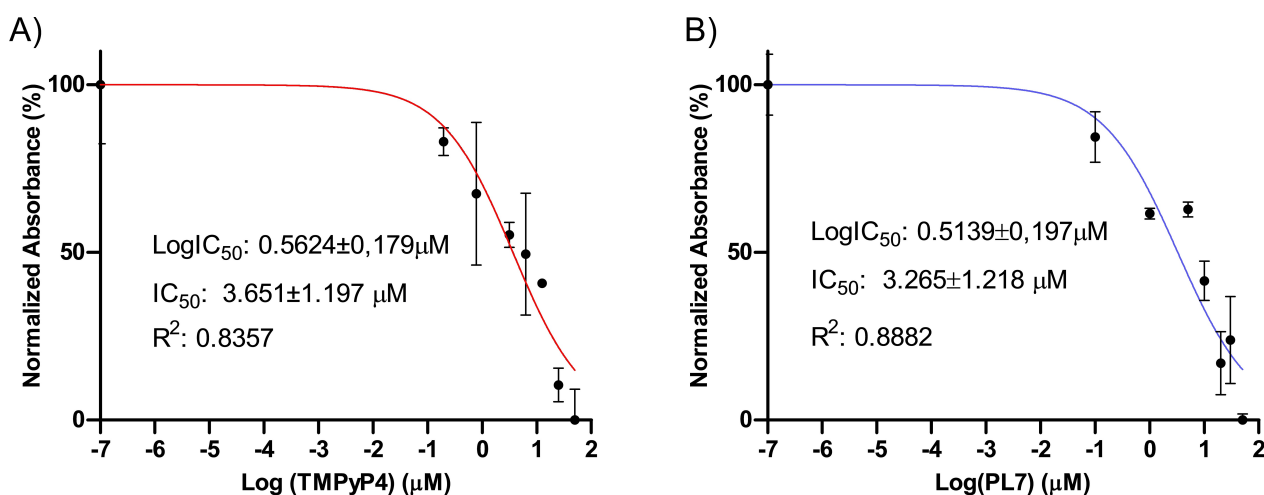 A)
Normalized Absorbance (%)
100
50
0
LogIC50: 0.5624±0,179μM
IC50: 3.651±1.197 μM
R2: 0.8357
-7 -6 -5 -4 -3 -2 -1 0 1 2
Log (TMPyP4) (μM)
B)
Normalized Absorbance (%)
100
50
0
LogIC50: 0.5139±0,197μM
IC50: 3.265±1.218 μM
R2: 0.8882
-7 -6 -5 -4 -3 -2 -1 0 1 2
Log(PL7) (μM)